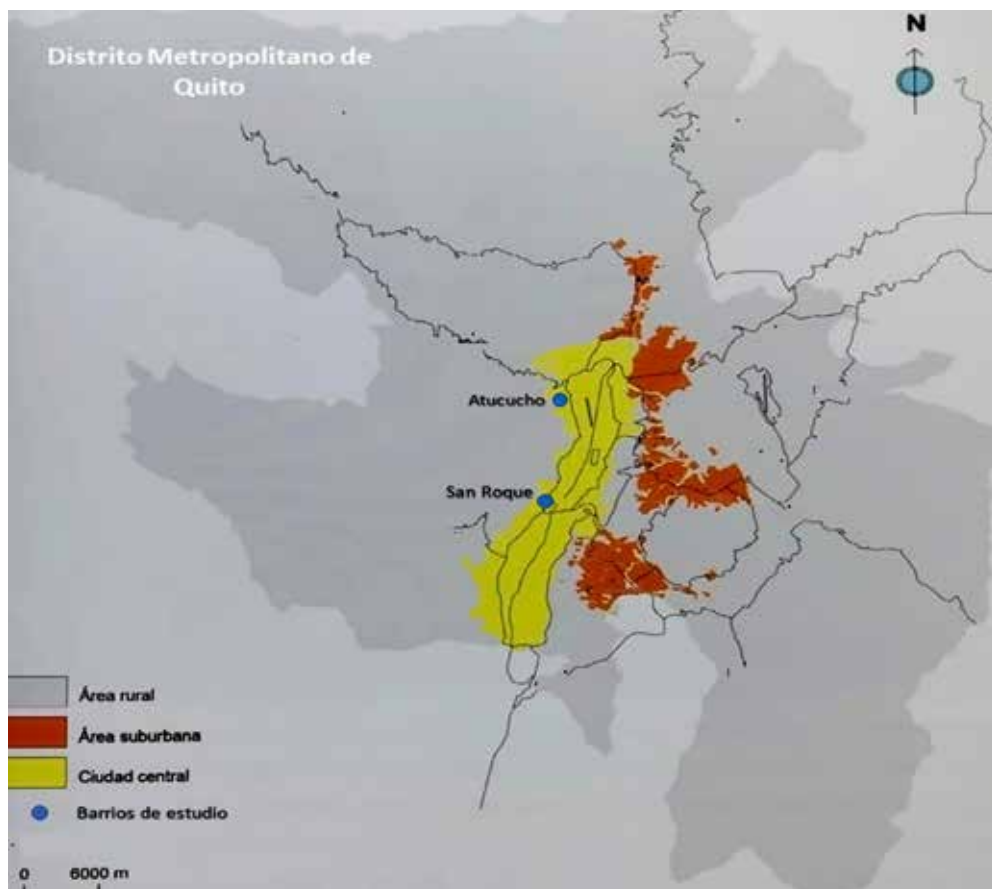 Distrito Metropolitano de
Quito
N
Atucucho
San Roque
Área rural
Área suburbana
Ciudad central
Barrios de estudio
0 6000 m